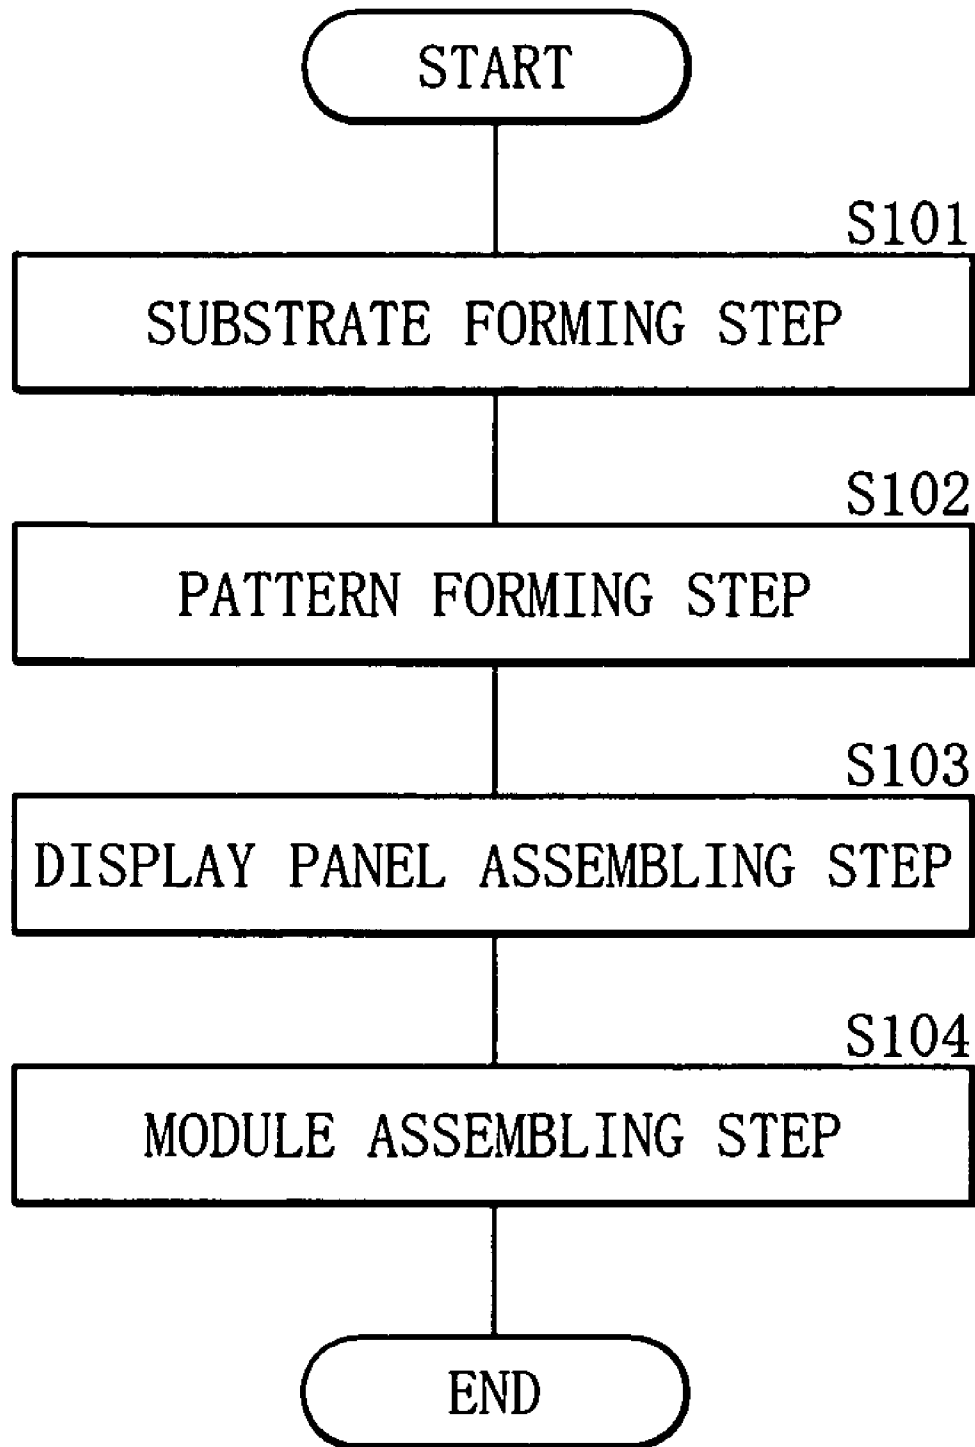 START
S101
SUBSTRATE FORMING STEP
S102
PATTERN FORMING STEP
S103
DISPLAY PANEL ASSEMBLING STEP
S104
MODULE ASSEMBLING STEP
END